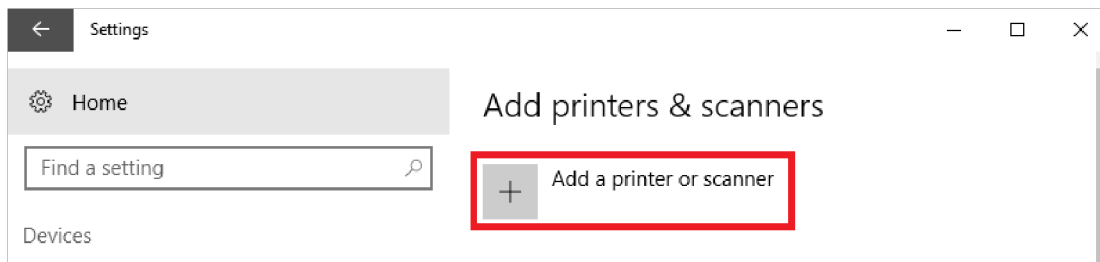 Settings
Home
Find a setting
Devices
Add printers & scanners
Add a printer or scanner